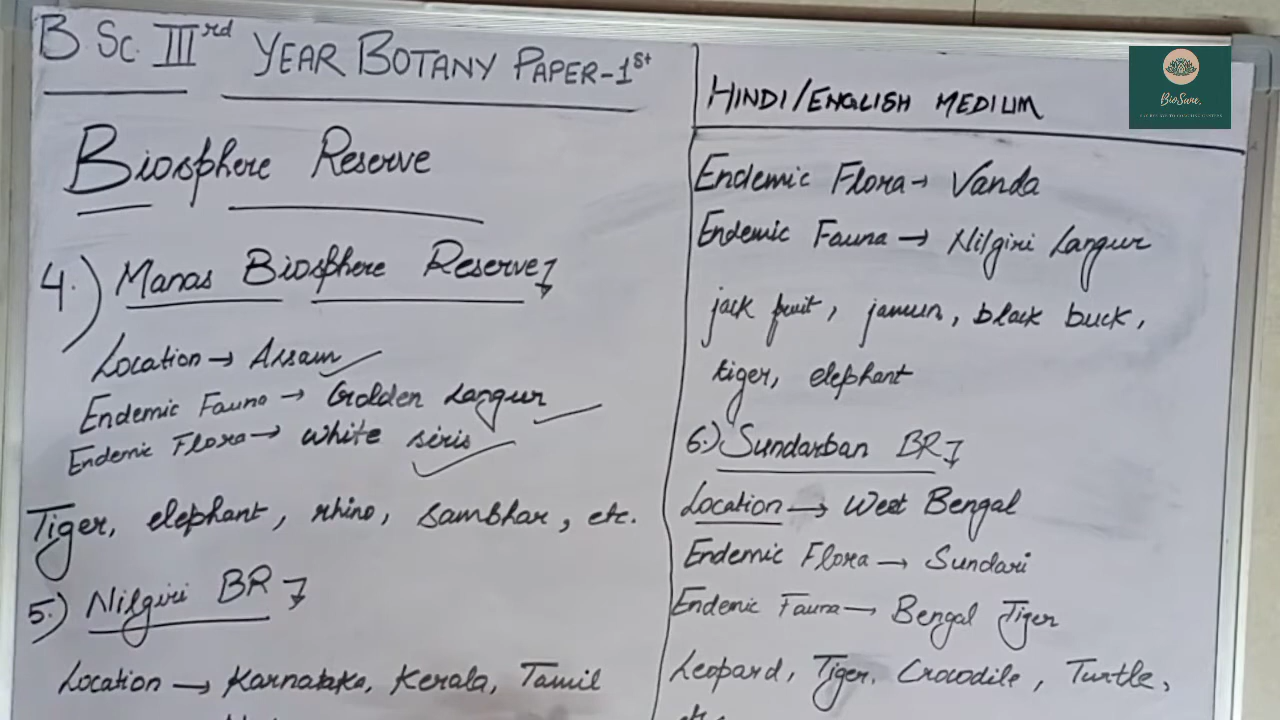 B.Sc. IIIrd YEAR BOTANY PAPER-1st
Biosphere Reserve
4.) Manas Biosphere Reserve
Location → Assam
Endemic Fauna → Golden Langur
Endemic Flora → White siris
Tiger, elephant, rhino, sambhar, etc.
5.) Nilgiri BR
Location → Karnataka, Kerala, Tamil
HINDI/ENGLISH MEDIUM
Endemic Flora → Vanda
Endemic Fauna → Nilgiri Langur
jack fruit, jamun, black buck,
tiger, elephant
6.) Sundarban BR
Location → West Bengal
Endemic Flora → Sundari
Endemic Fauna → Bengal Tiger
Leopard, Tiger, Crocodile, Turtle,
etc.
BioSane.